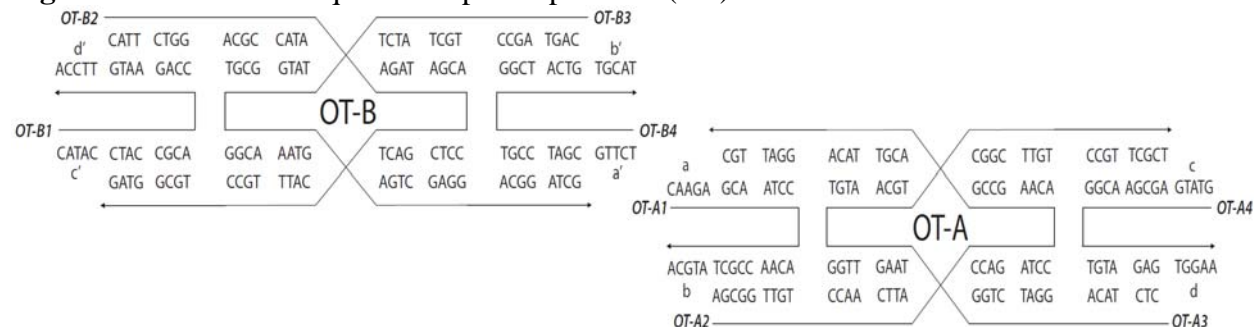 OT-B2 OT-B3
d' CATT CTGG ACGC CATA TCTA TCGT CCGA TGAC b'
ACCTT GTAA GACC TGCG GTAT AGAT AGCA GGCT ACTG TGCAT
OT-B
OT-B1 OT-B4
CATAC CTAC CGCA GGCA AATG TCAG CTCC TGCC TAGC GTTCT
c' GATG GCGT CCGT TTAC AGTC GAGG ACGG ATCG a'
a CGT TAGG ACAT TGCA CGGC TTGT CCGT TCGCT c
CAAGA GCA ATCC TGTA ACGT GCCG AACA GGCA AGCGA GTATG
OT-A1 OT-A4
OT-A
ACGTA TCGCC AACA GGTT GAAT CCAG ATCC TGTA GAG TGGAA
b AGCGG TTGT CCAA CTTA GGTC TAGG ACAT CTC d
OT-A2 OT-A3